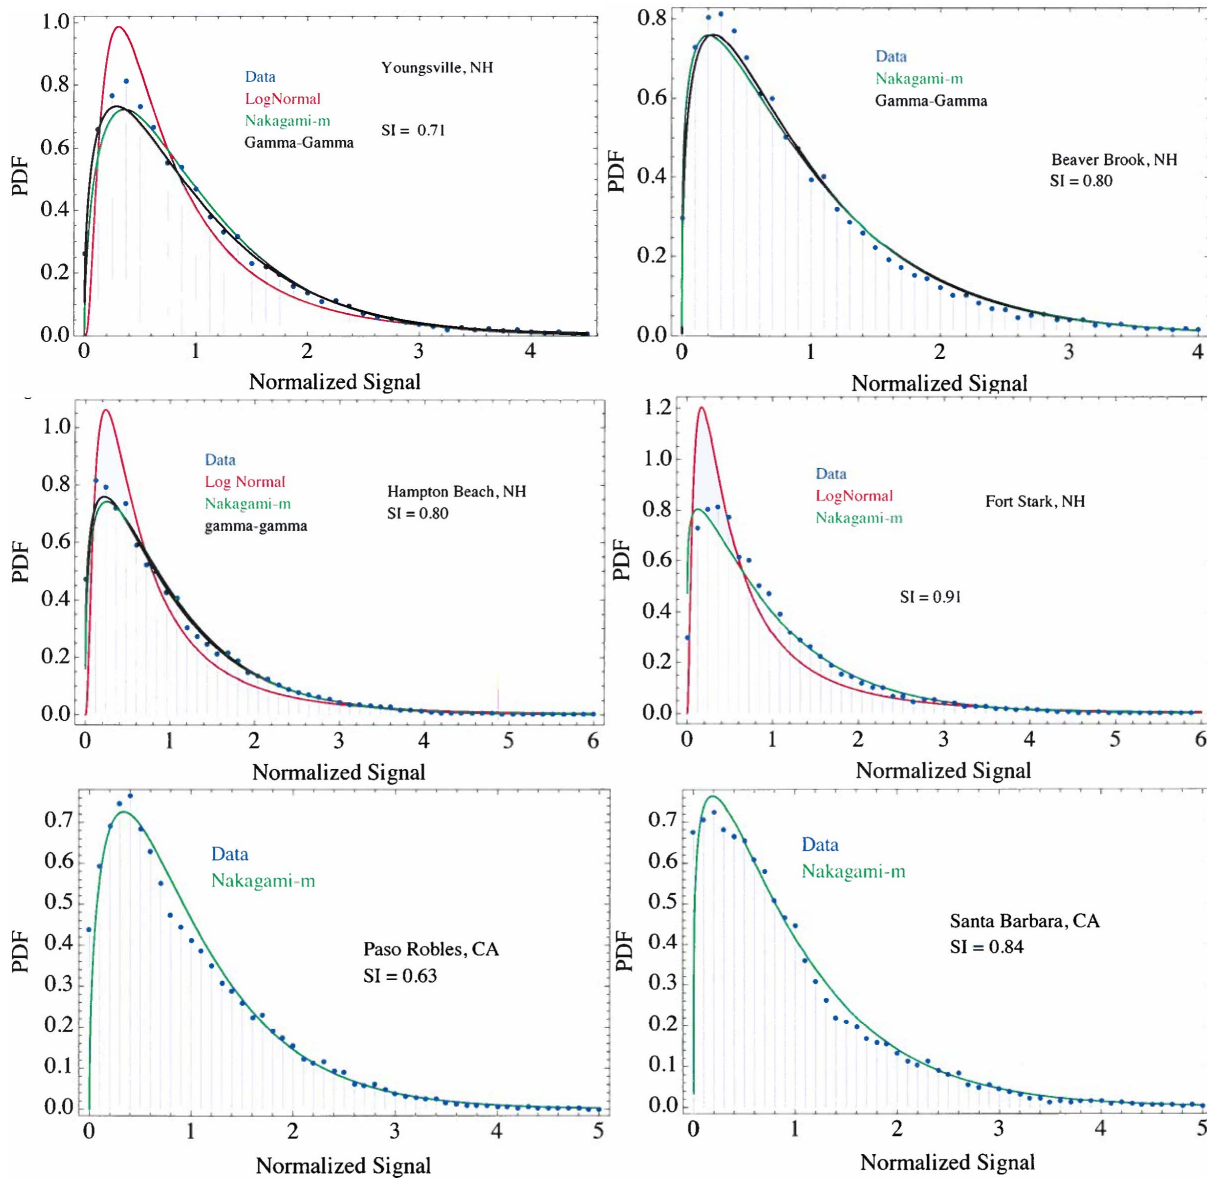 1.0
0.8
0.6
0.4
0.2
0.0
PDF
Data
LogNormal
Nakagami-m
Gamma-Gamma
Youngsville, NH
SI = 0.71
0 1 2 3 4
Normalized Signal
0.8
0.6
0.4
0.2
0.0
PDF
Data
Nakagami-m
Gamma-Gamma
Beaver Brook, NH
SI = 0.80
0 1 2 3 4
Normalized Signal
1.0
0.8
0.6
0.4
0.2
0.0
PDF
Data
Log Normal
Nakagami-m
gamma-gamma
Hampton Beach, NH
SI = 0.80
0 1 2 3 4 5 6
Normalized Signal
1.2
1.0
0.8
0.6
0.4
0.2
0.0
PDF
Data
LogNormal
Nakagami-m
Fort Stark, NH
SI = 0.91
0 1 2 3 4 5 6
Normalized Signal
0.7
0.6
0.5
0.4
0.3
0.2
0.1
0.0
PDF
Data
Nakagami-m
Paso Robles, CA
SI = 0.63
0 1 2 3 4 5
Normalized Signal
0.8
0.7
0.6
0.5
0.4
0.3
0.2
0.1
0.0
PDF
Data
Nakagami-m
Santa Barbara, CA
SI = 0.84
0 1 2 3 4 5
Normalized Signal